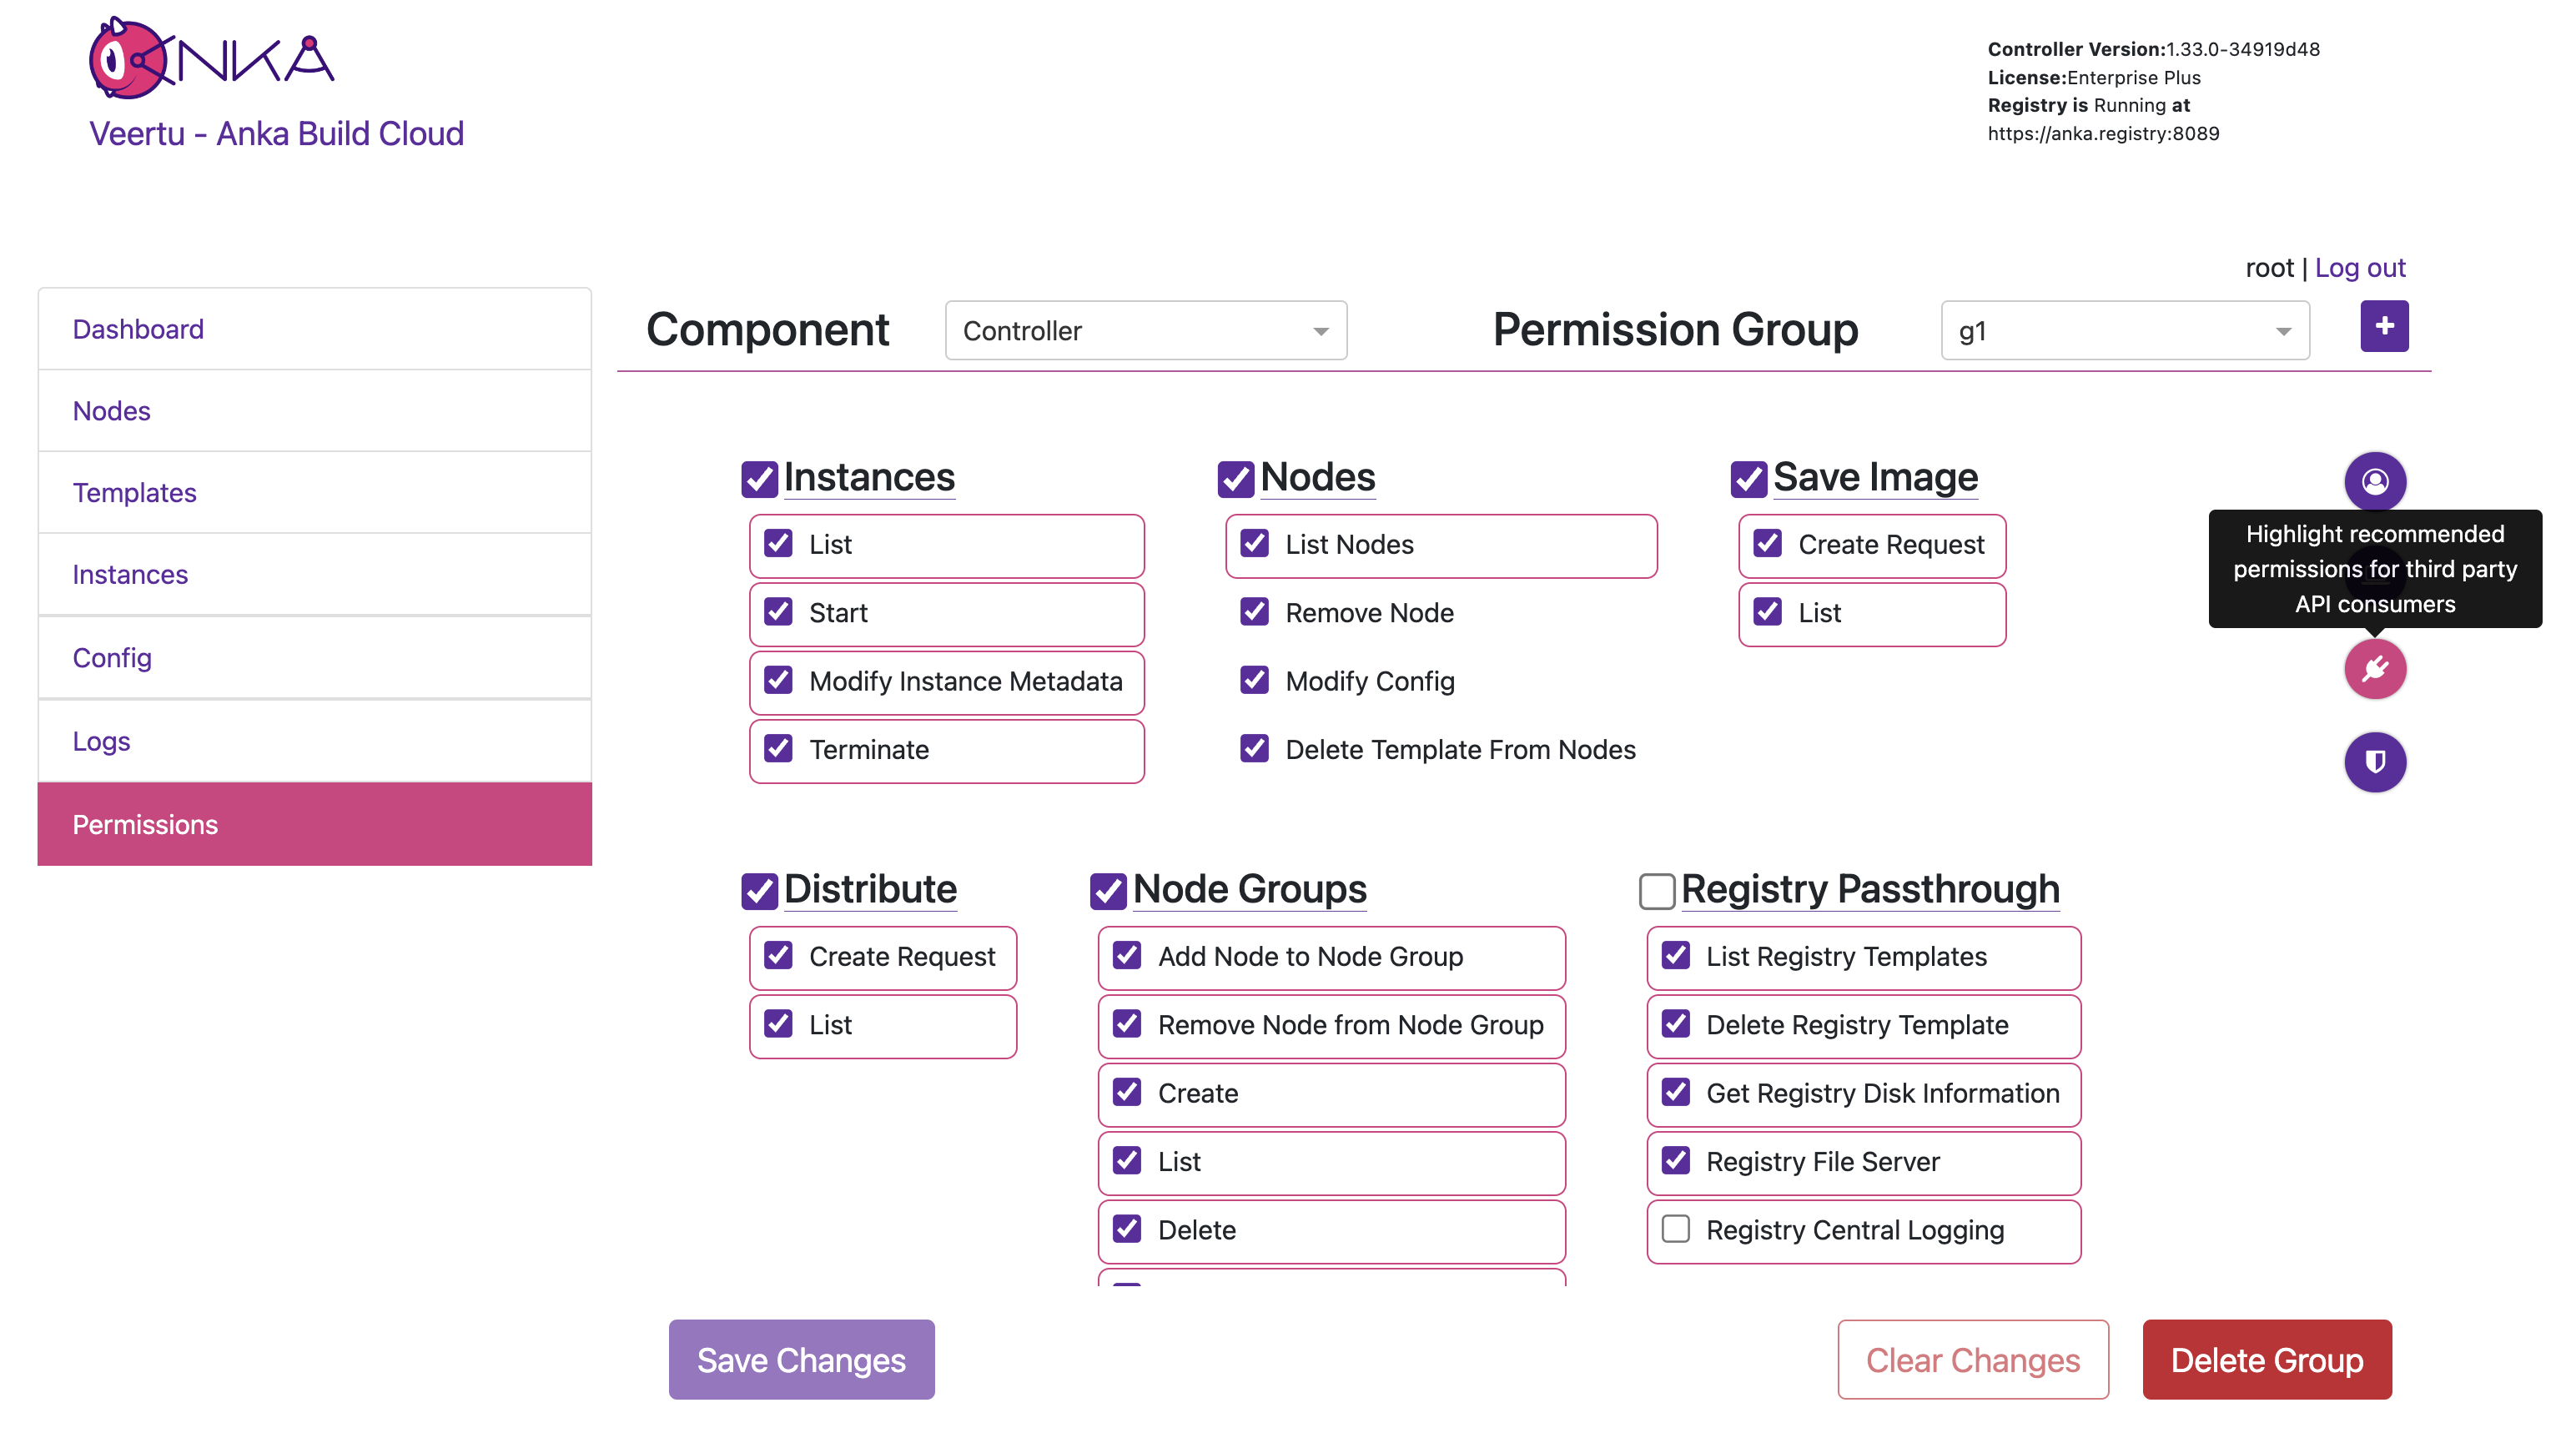 ANKA
Veertu - Anka Build Cloud
Controller Version:1.33.0-34919d48
License:Enterprise Plus
Registry is Running at
https://anka.registry:8089
root | Log out
Dashboard
Nodes
Templates
Instances
Config
Logs
Permissions
Component
Controller
Permission Group
g1
+
Instances
List
Start
Modify Instance Metadata
Terminate
Nodes
List Nodes
Remove Node
Modify Config
Delete Template From Nodes
Save Image
Create Request
List
Highlight recommended
permissions for third party
API consumers
Distribute
Create Request
List
Node Groups
Add Node to Node Group
Remove Node from Node Group
Create
List
Delete
Registry Passthrough
List Registry Templates
Delete Registry Template
Get Registry Disk Information
Registry File Server
Registry Central Logging
Save Changes
Clear Changes
Delete Group